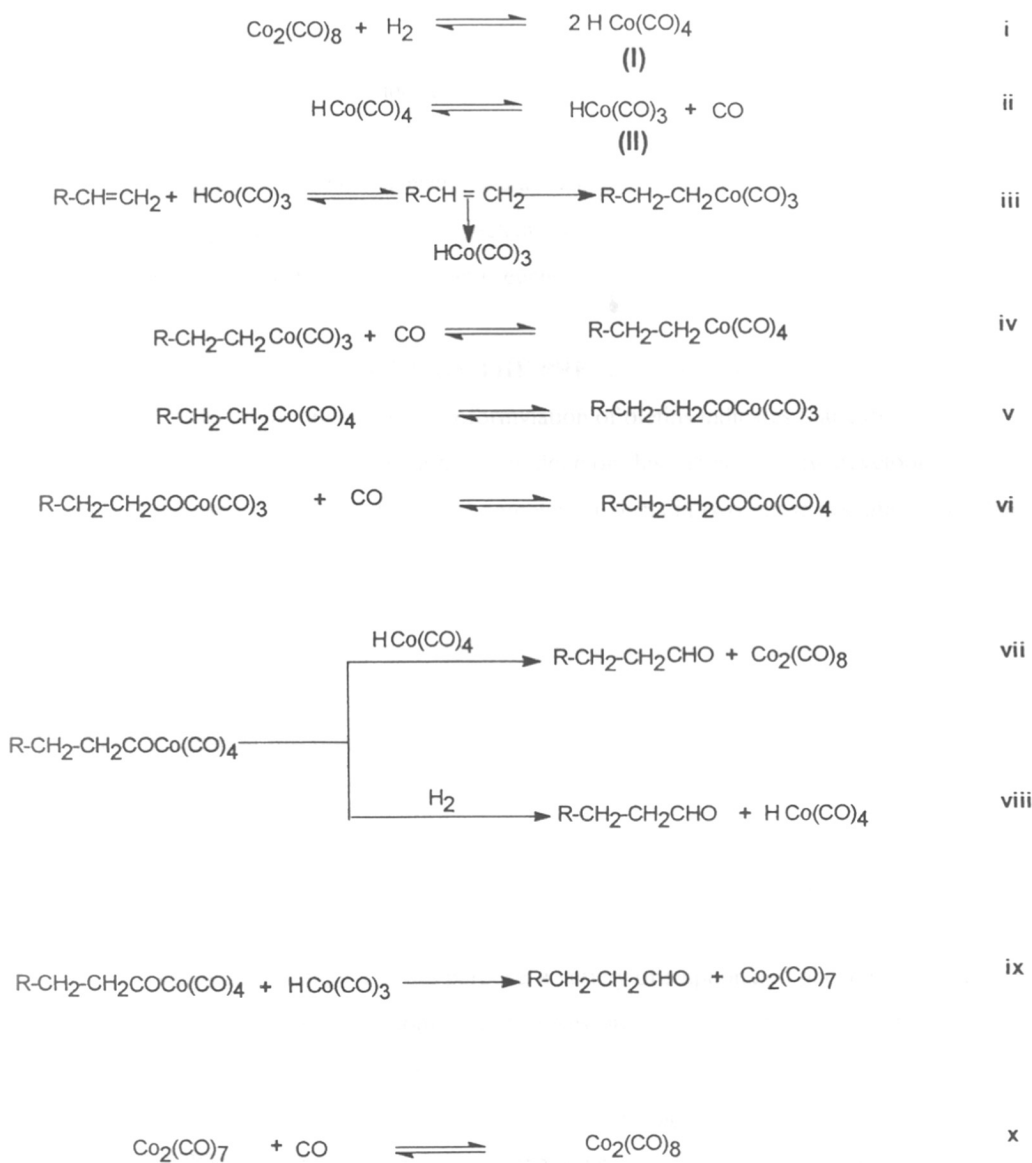 Co2(CO)8 + H2 ⇌ 2 H Co(CO)4 i
(I)
H Co(CO)4 ⇌ HCo(CO)3 + CO ii
(II)
R-CH=CH2 + HCo(CO)3 ⇌ R-CH = CH2 → R-CH2-CH2Co(CO)3 iii
HCo(CO)3
R-CH2-CH2Co(CO)3 + CO ⇌ R-CH2-CH2Co(CO)4 iv
R-CH2-CH2Co(CO)4 ⇌ R-CH2-CH2COCo(CO)3 v
R-CH2-CH2COCo(CO)3 + CO ⇌ R-CH2-CH2COCo(CO)4 vi
H Co(CO)4
R-CH2-CH2CHO + Co2(CO)8 vii
R-CH2-CH2COCo(CO)4
H2
R-CH2-CH2CHO + H Co(CO)4 viii
R-CH2-CH2COCo(CO)4 + H Co(CO)3 → R-CH2-CH2CHO + Co2(CO)7 ix
Co2(CO)7 + CO ⇌ Co2(CO)8 x